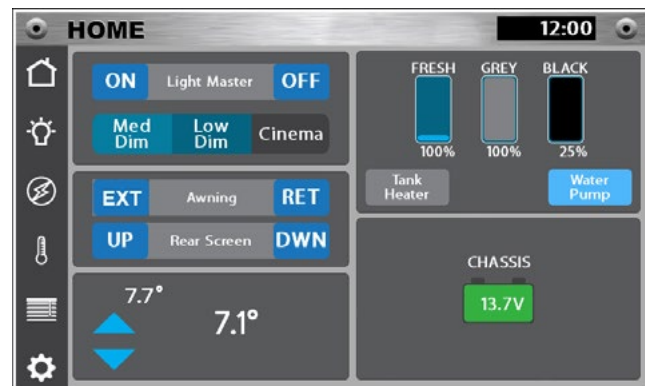 HOME
12:00
ON Light Master OFF
Med Dim
Low Dim
Cinema
EXT Awning RET
UP Rear Screen DWN
7.7°
7.1°
FRESH GREY BLACK
100% 100% 25%
Tank
Heater
Water
Pump
CHASSIS
13.7V